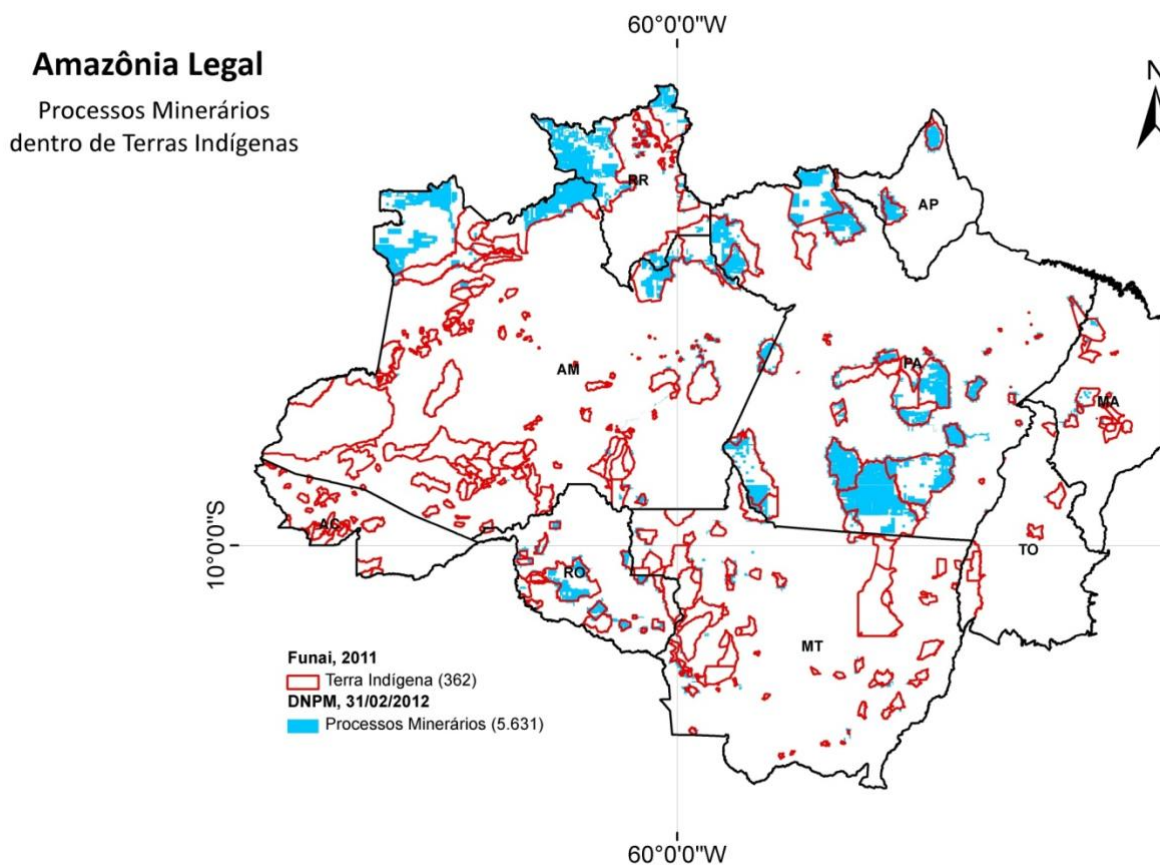 Amazônia Legal
Processos Minerários
dentro de Terras Indígenas
60°0'0"W
N
RR
AP
AM
PA
MA
AC
10°0'0"S
TO
RO
MT
Funai, 2011
Terra Indígena (362)
DNPM, 31/02/2012
Processos Minerários (5.631)
60°0'0"W